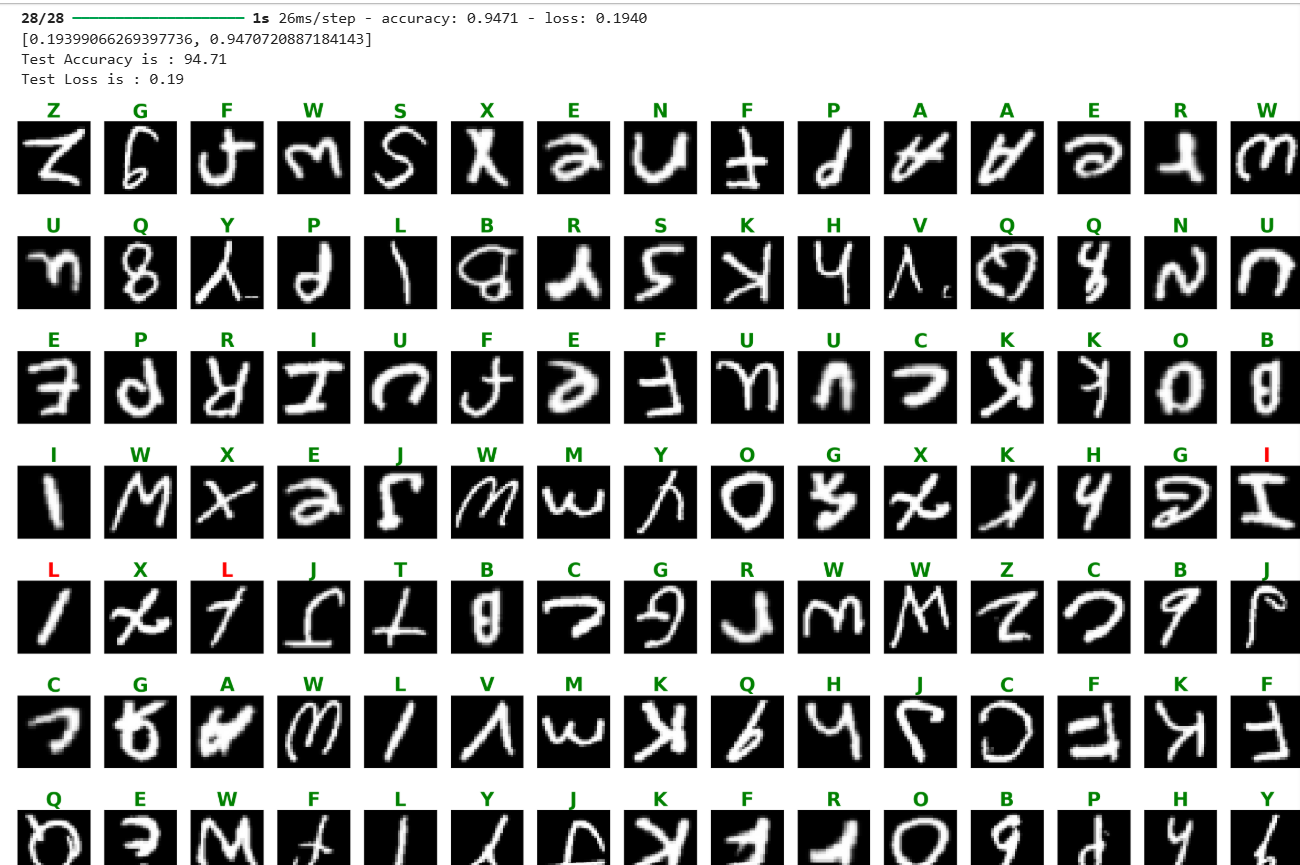 28/28 ━━━━━━━━━━━━━━━━━━━━ 1s 26ms/step - accuracy: 0.9471 - loss: 0.1940
[0.19399066269397736, 0.9470720887184143]
Test Accuracy is : 94.71
Test Loss is : 0.19
Z G F W S X E N F P A A E R W
U Q Y P L B R S K H V Q Q N U
E P R I U F E F U U C K K O B
I W X E J W M Y O G X K H G I
L X L J T B C G R W W Z C B J
C G A W L V M K Q H J C F K F
Q E W F L Y J K F R O B P H Y